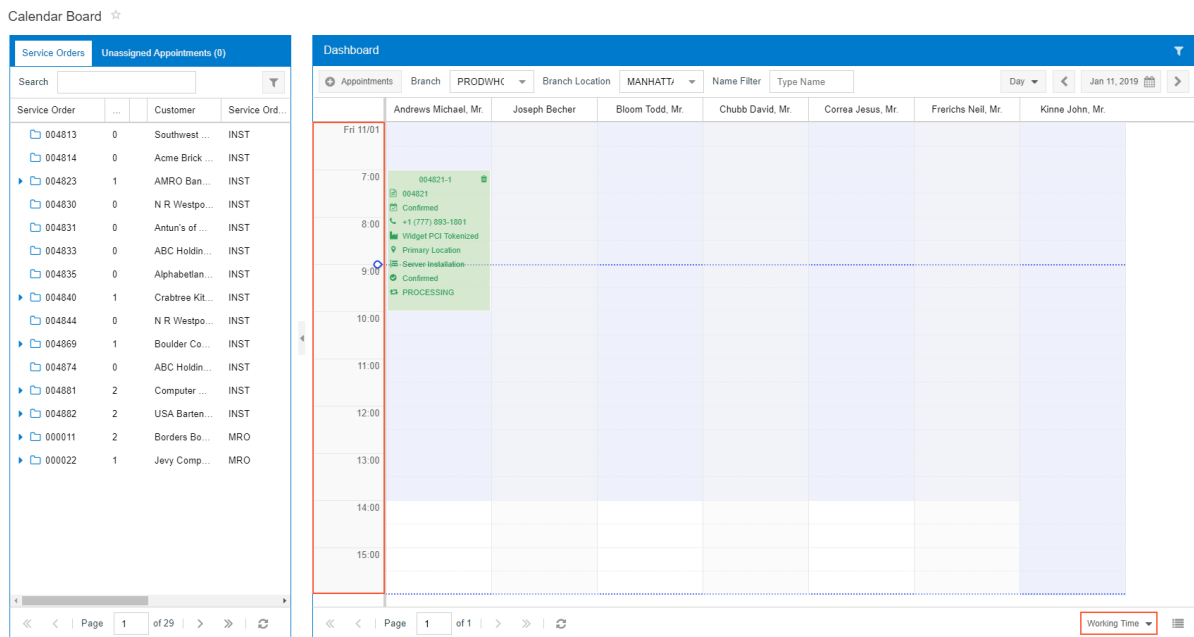 Calendar Board
Service Orders Unassigned Appointments (0)
Search
Service Order ... Customer Service Ord...
004813 0 Southwest ... INST
004814 0 Acme Brick ... INST
004823 1 AMRO Ban... INST
004830 0 N R Westpo... INST
004831 0 Antun's of ... INST
004833 0 ABC Holdin... INST
004835 0 Alphabetlan... INST
004840 1 Crabtree Kit... INST
004844 0 N R Westpo... INST
004869 1 Boulder Co... INST
004874 0 ABC Holdin... INST
004881 2 Computer ... INST
004882 2 USA Barten... INST
000011 2 Borders Bo... MRO
000022 1 Jevy Comp... MRO
Page 1 of 29
Dashboard
Appointments Branch PRODWHO Branch Location MANHATTA Name Filter Type Name Day Jan 11, 2019
Andrews Michael, Mr. Joseph Becher Bloom Todd, Mr. Chubb David, Mr. Correa Jesus, Mr. Frerichs Neil, Mr. Kinne John, Mr.
Fri 11/01
7:00
8:00
9:00
10:00
11:00
12:00
13:00
14:00
15:00
004821-1
004821
Confirmed
+1 (777) 893-1801
Widget PCI Tokenized
Primary Location
Server Installation
Confirmed
PROCESSING
Page 1 of 1
Working Time